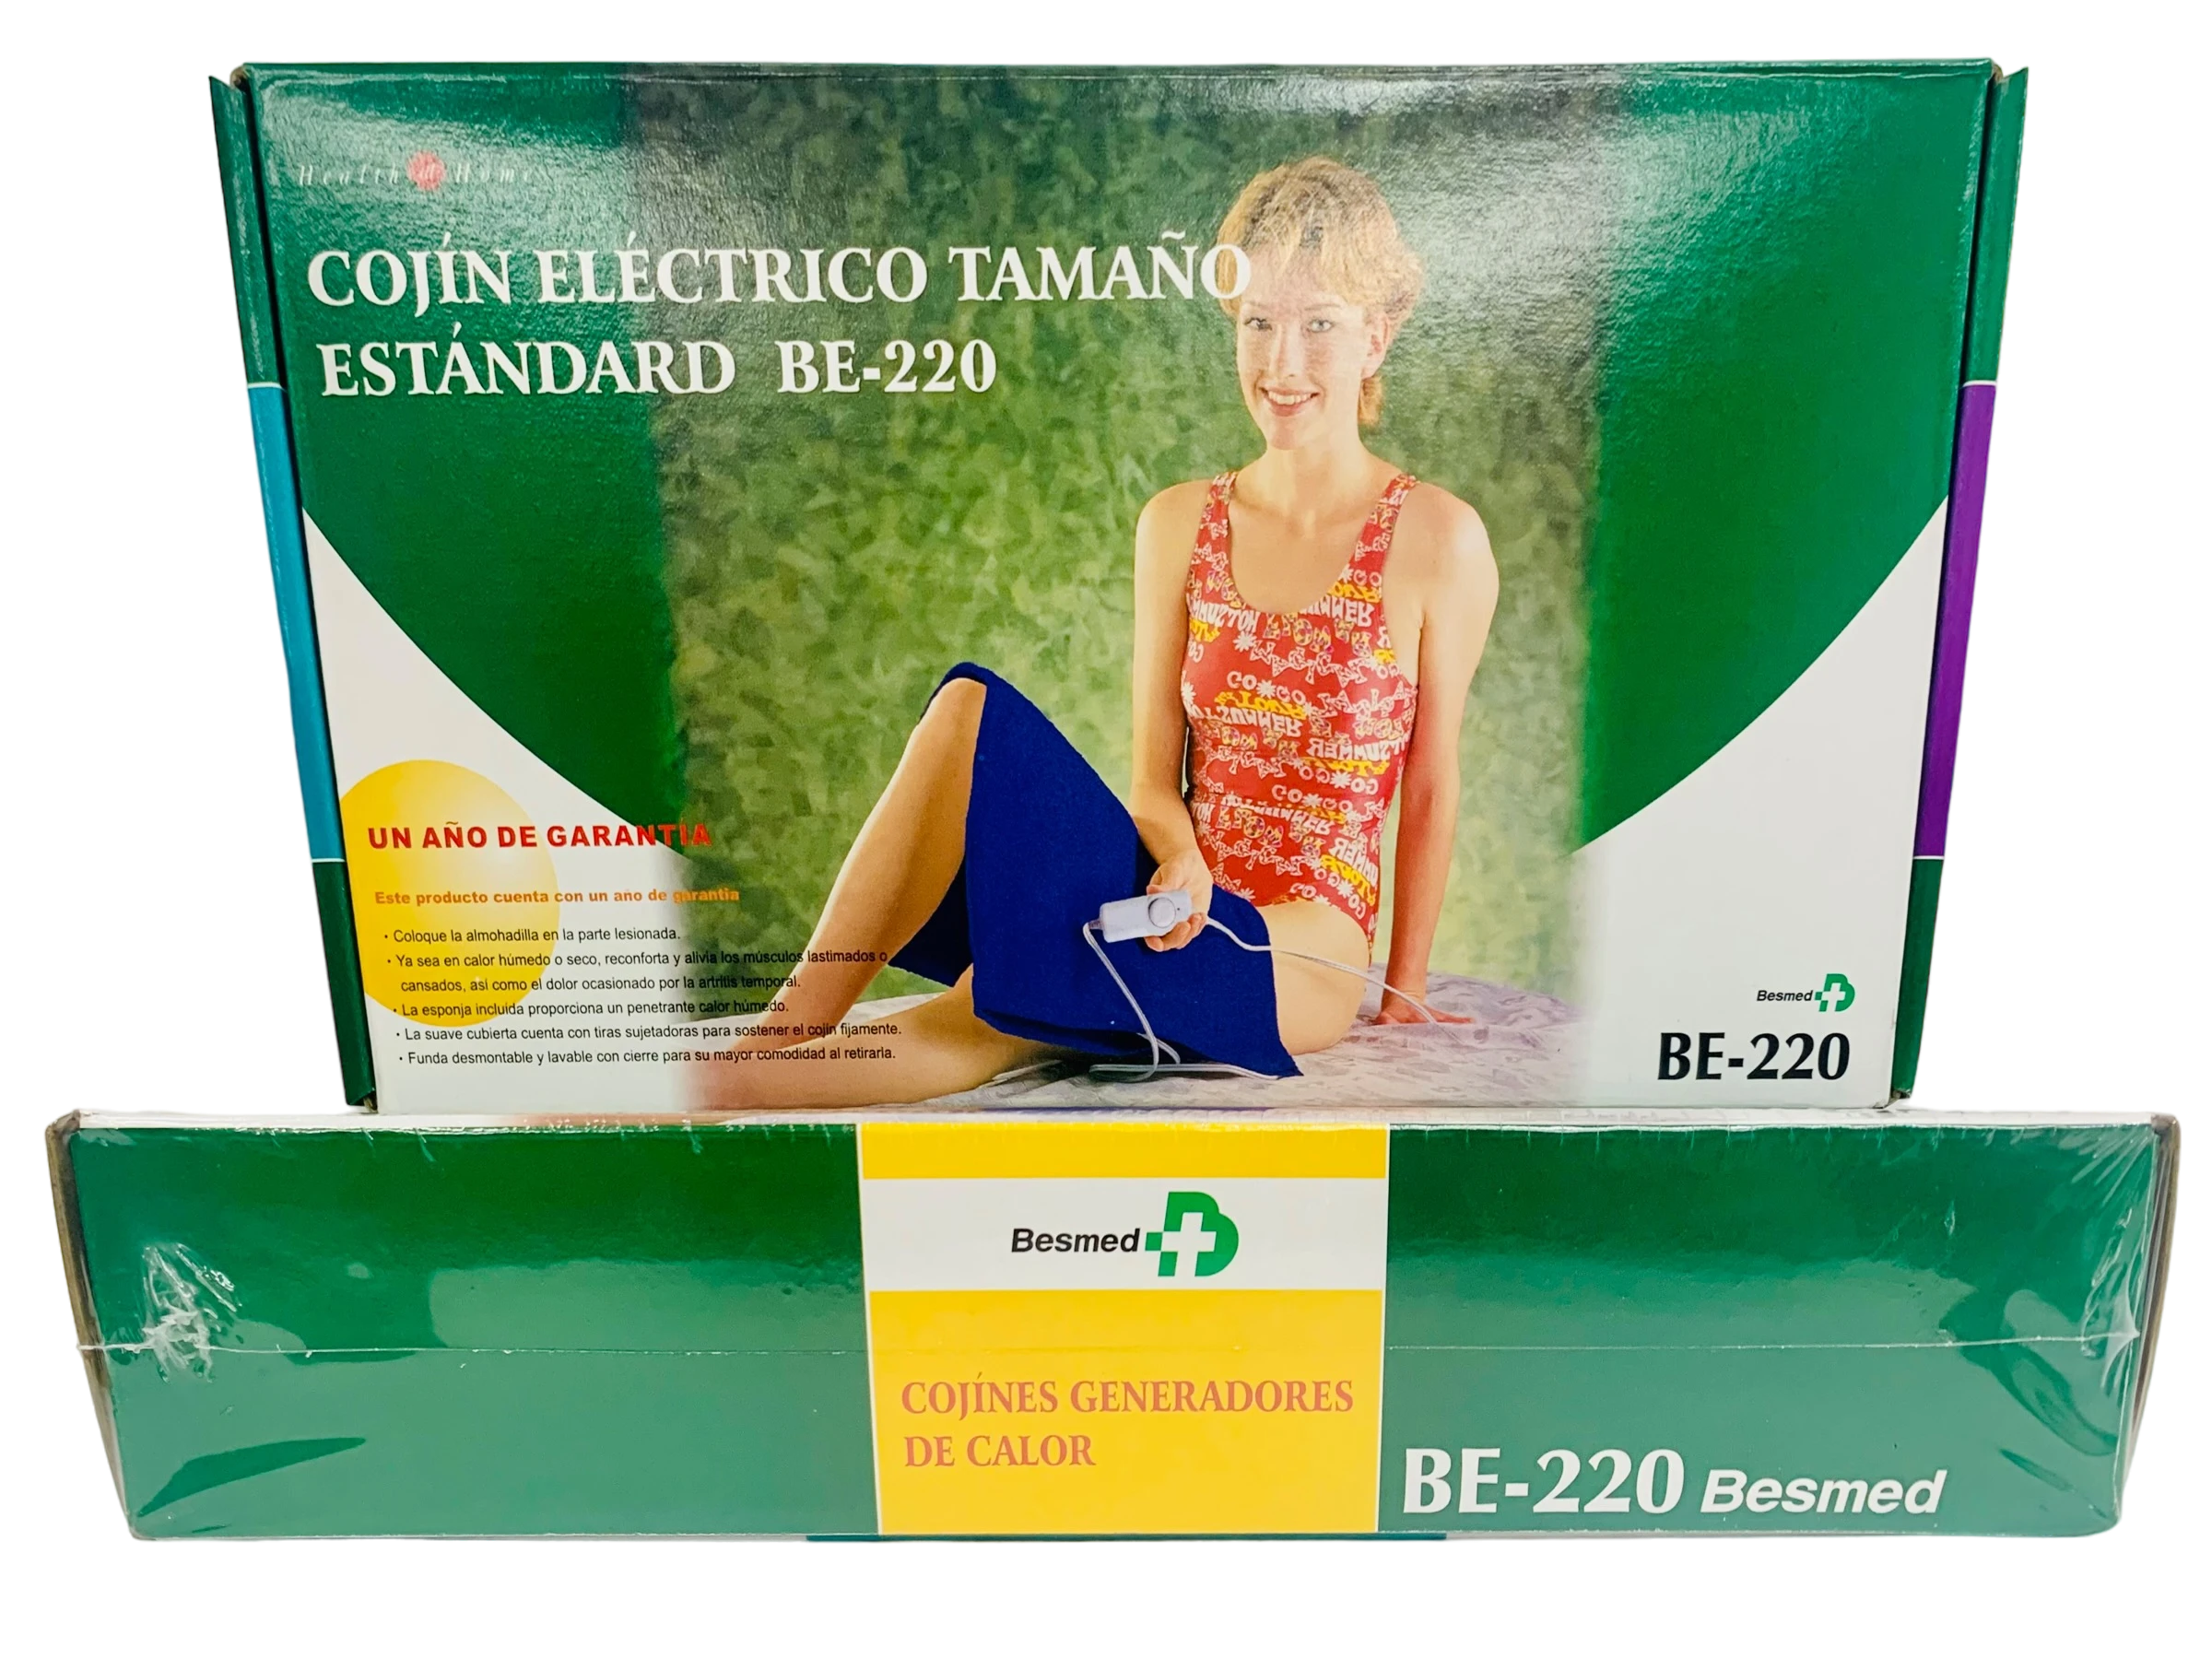 Health at Home
COJÍN ELÉCTRICO TAMAÑO
ESTÁNDARD BE-220
UN AÑO DE GARANTIA
Este producto cuenta con un año de garantia
· Coloque la almohadilla en la parte lesionada.
· Ya sea en calor húmedo o seco, reconforta y alivia los músculos lastimados o
cansados, así como el dolor ocasionado por la artritis temporal.
· La esponja incluida proporciona un penetrante calor húmedo.
· La suave cubierta cuenta con tiras sujetadoras para sostener el cojín fijamente.
· Funda desmontable y lavable con cierre para su mayor comodidad al retirarla.
Besmed
BE-220
Besmed
COJÍNES GENERADORES
DE CALOR
BE-220 Besmed